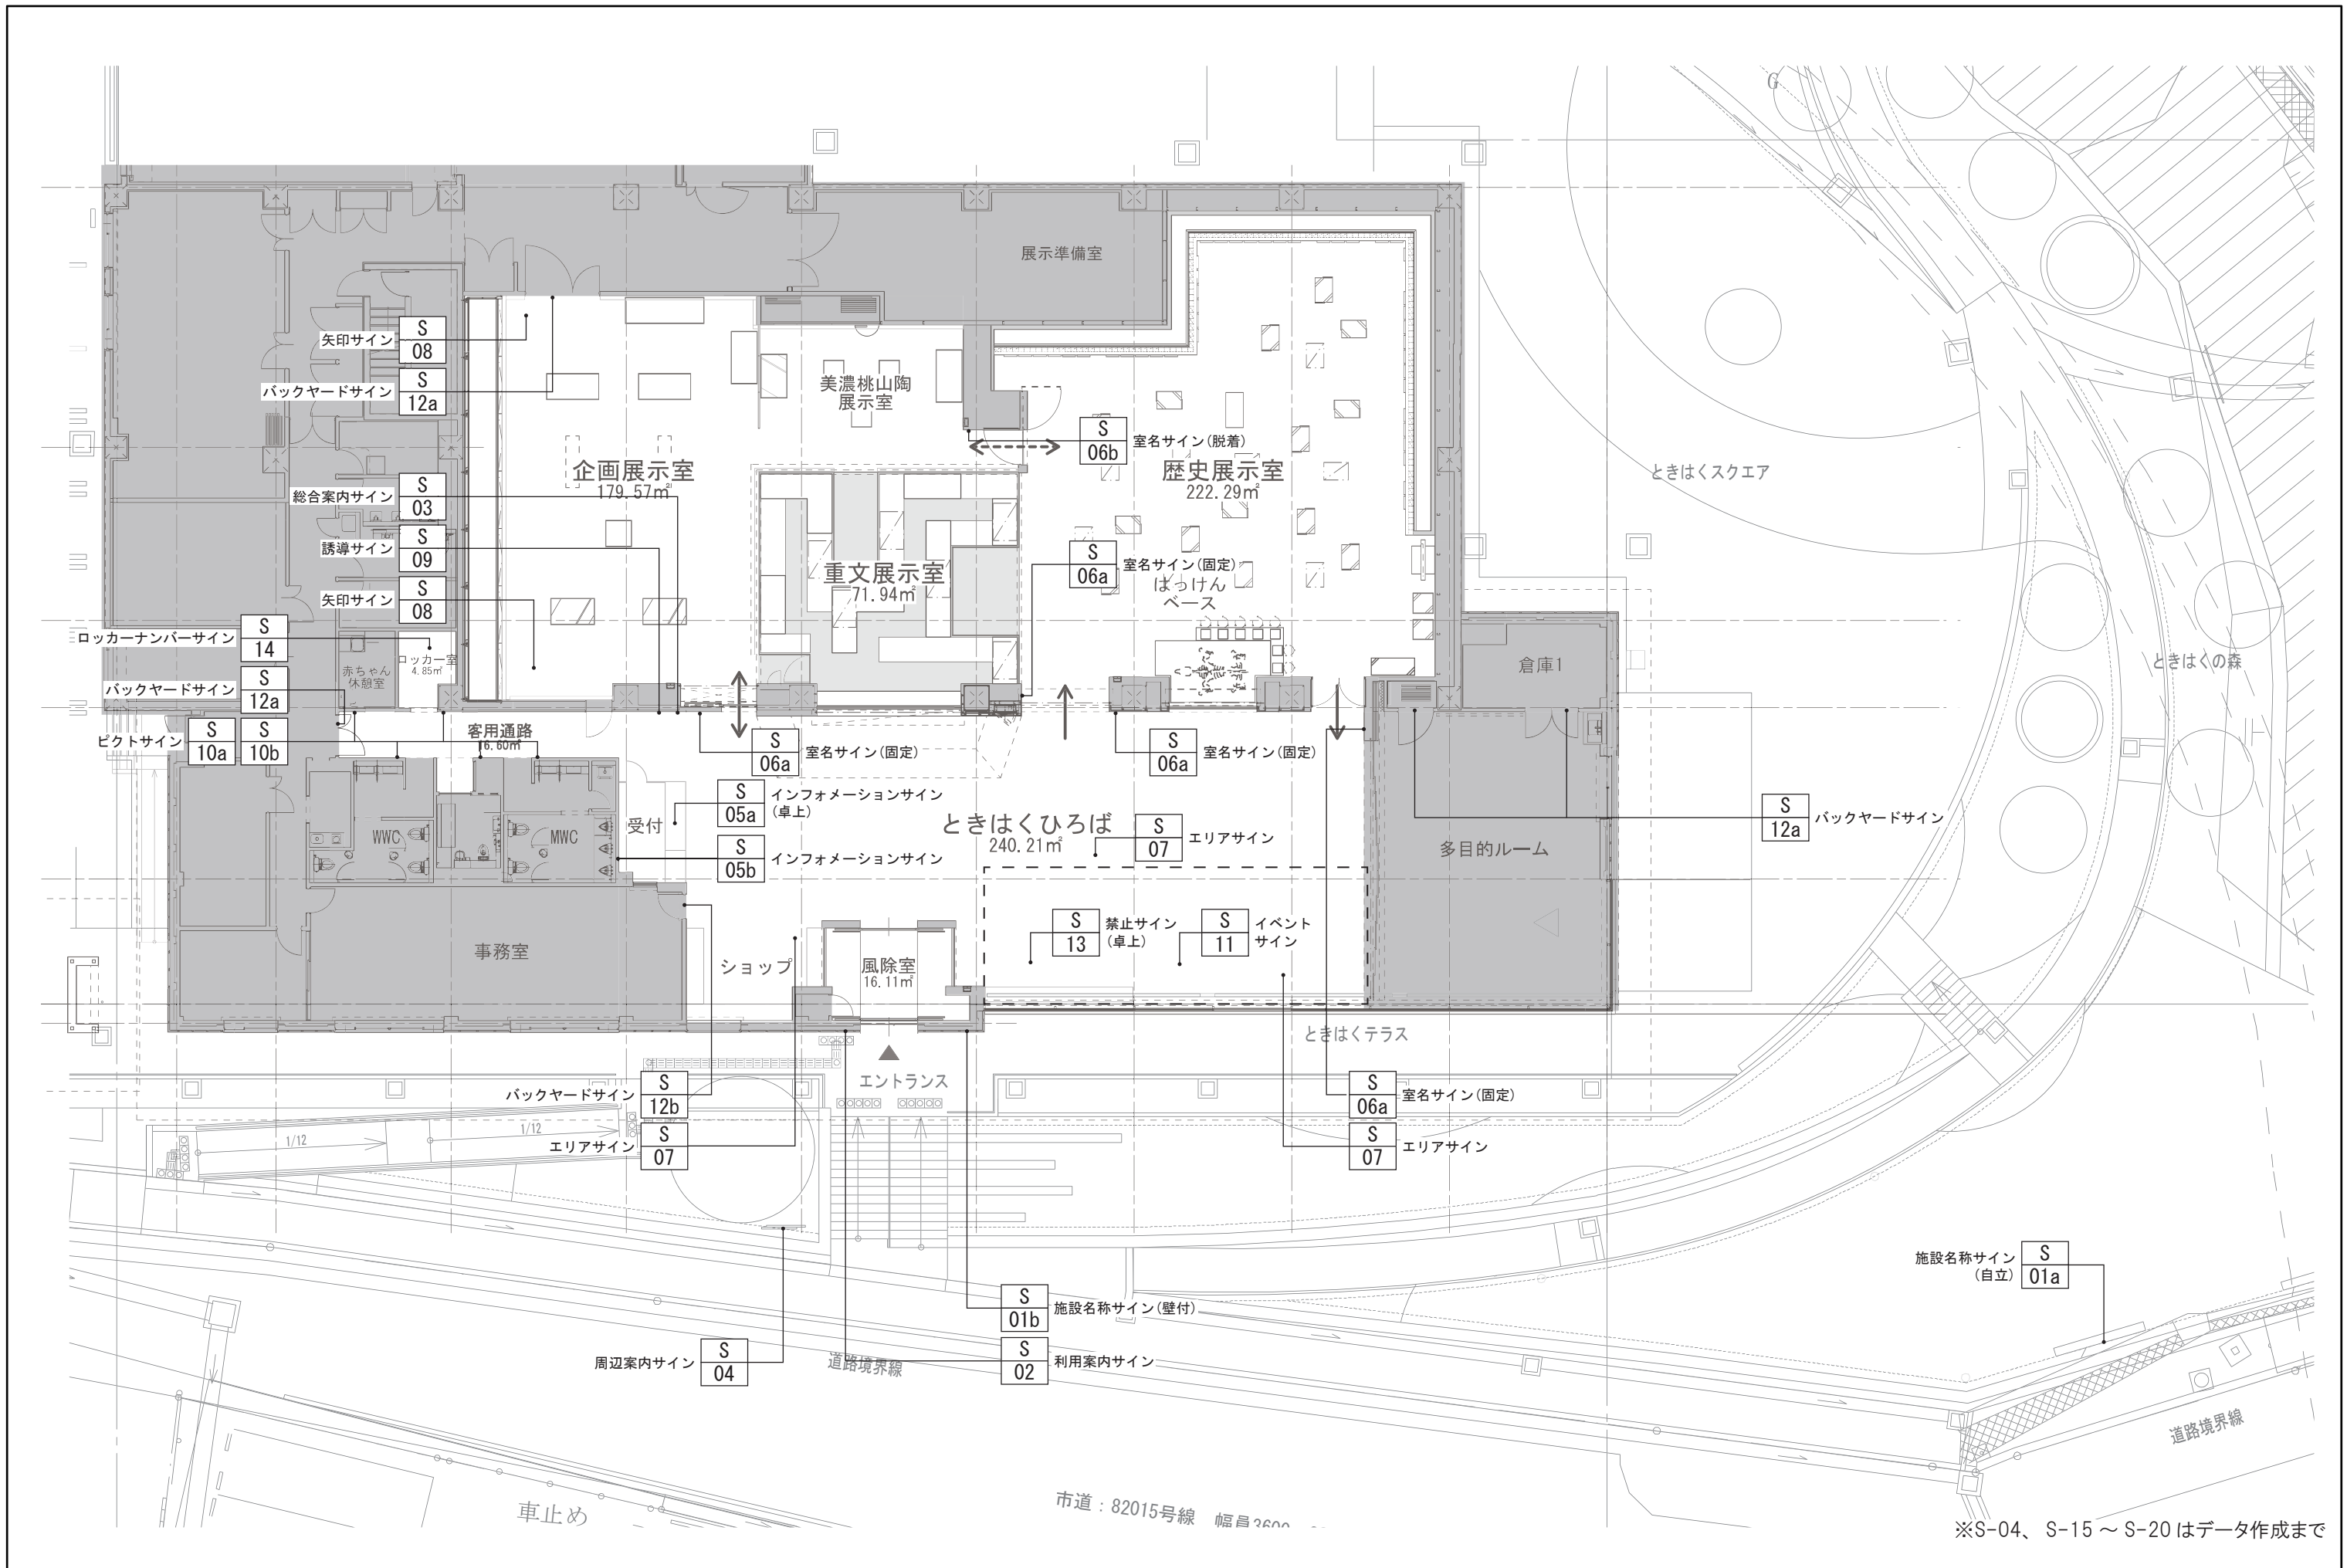 G
展示準備室
矢印サイン
S
08
バックヤードサイン
S
12a
美濃桃山陶
展示室
S
06b
室名サイン(脱着)
企画展示室
179.57㎡
歴史展示室
222.29㎡
ときはくスクエア
総合案内サイン
S
03
誘導サイン
S
09
重文展示室
71.94㎡
S
06a
室名サイン(固定)
はっけん
ベース
矢印サイン
S
08
ロッカーナンバーサイン
S
14
ロッカー室
4.85㎡
赤ちゃん
休憩室
倉庫1
ときはくの森
バックヤードサイン
S
12a
ピクトサイン
S
10a
S
10b
客用通路
16.60㎡
S
06a
室名サイン(固定)
S
06a
室名サイン(固定)
S
05a
インフォメーションサイン
(卓上)
受付
ときはくひろば
240.21㎡
S
07
エリアサイン
S
12a
バックヤードサイン
WWC
MWC
S
05b
インフォメーションサイン
多目的ルーム
S
13
禁止サイン
(卓上)
S
11
イベント
サイン
事務室
ショップ
風除室
16.11㎡
ときはくテラス
エントランス
バックヤードサイン
S
12b
S
06a
室名サイン(固定)
1/12
1/12
エリアサイン
S
07
S
07
エリアサイン
施設名称サイン
(自立)
S
01a
S
01b
施設名称サイン(壁付)
周辺案内サイン
S
04
道路境界線
S
02
利用案内サイン
道路境界線
車止め
市道：82015号線 幅員3600
※S-04、S-15 ～ S-20 はデータ作成まで